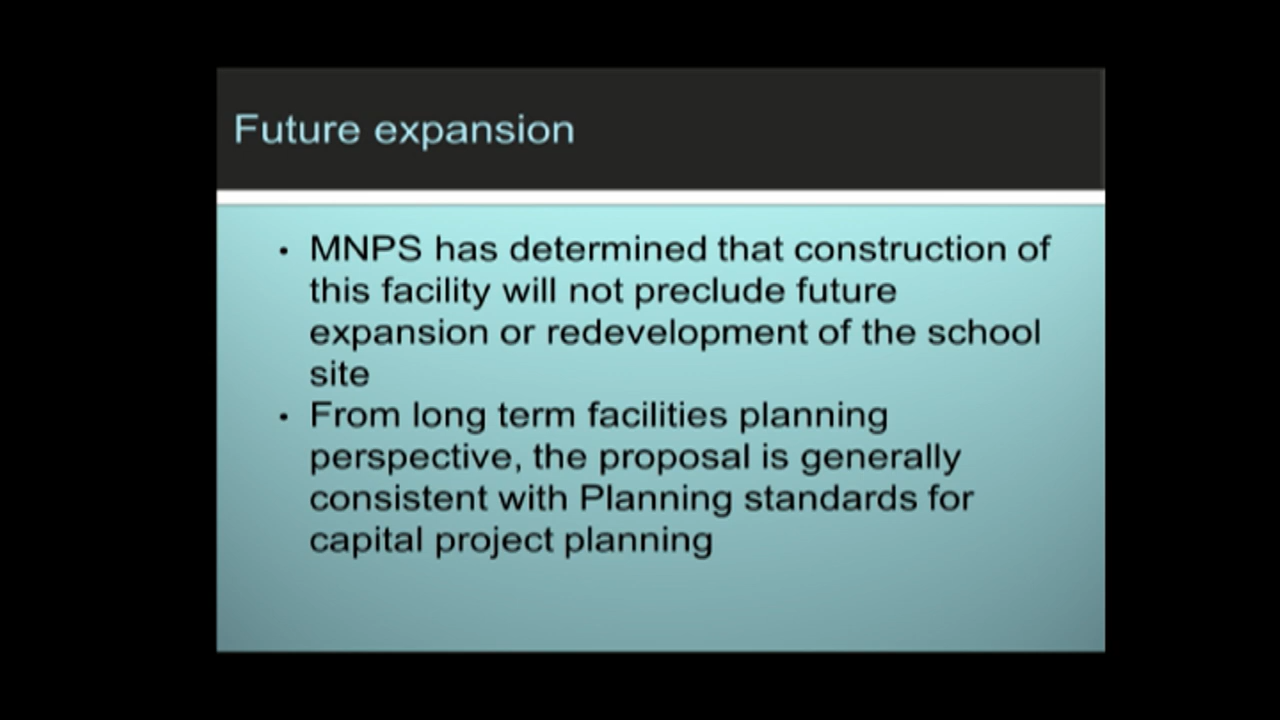 Future expansion
• MNPS has determined that construction of
this facility will not preclude future
expansion or redevelopment of the school
site
• From long term facilities planning
perspective, the proposal is generally
consistent with Planning standards for
capital project planning